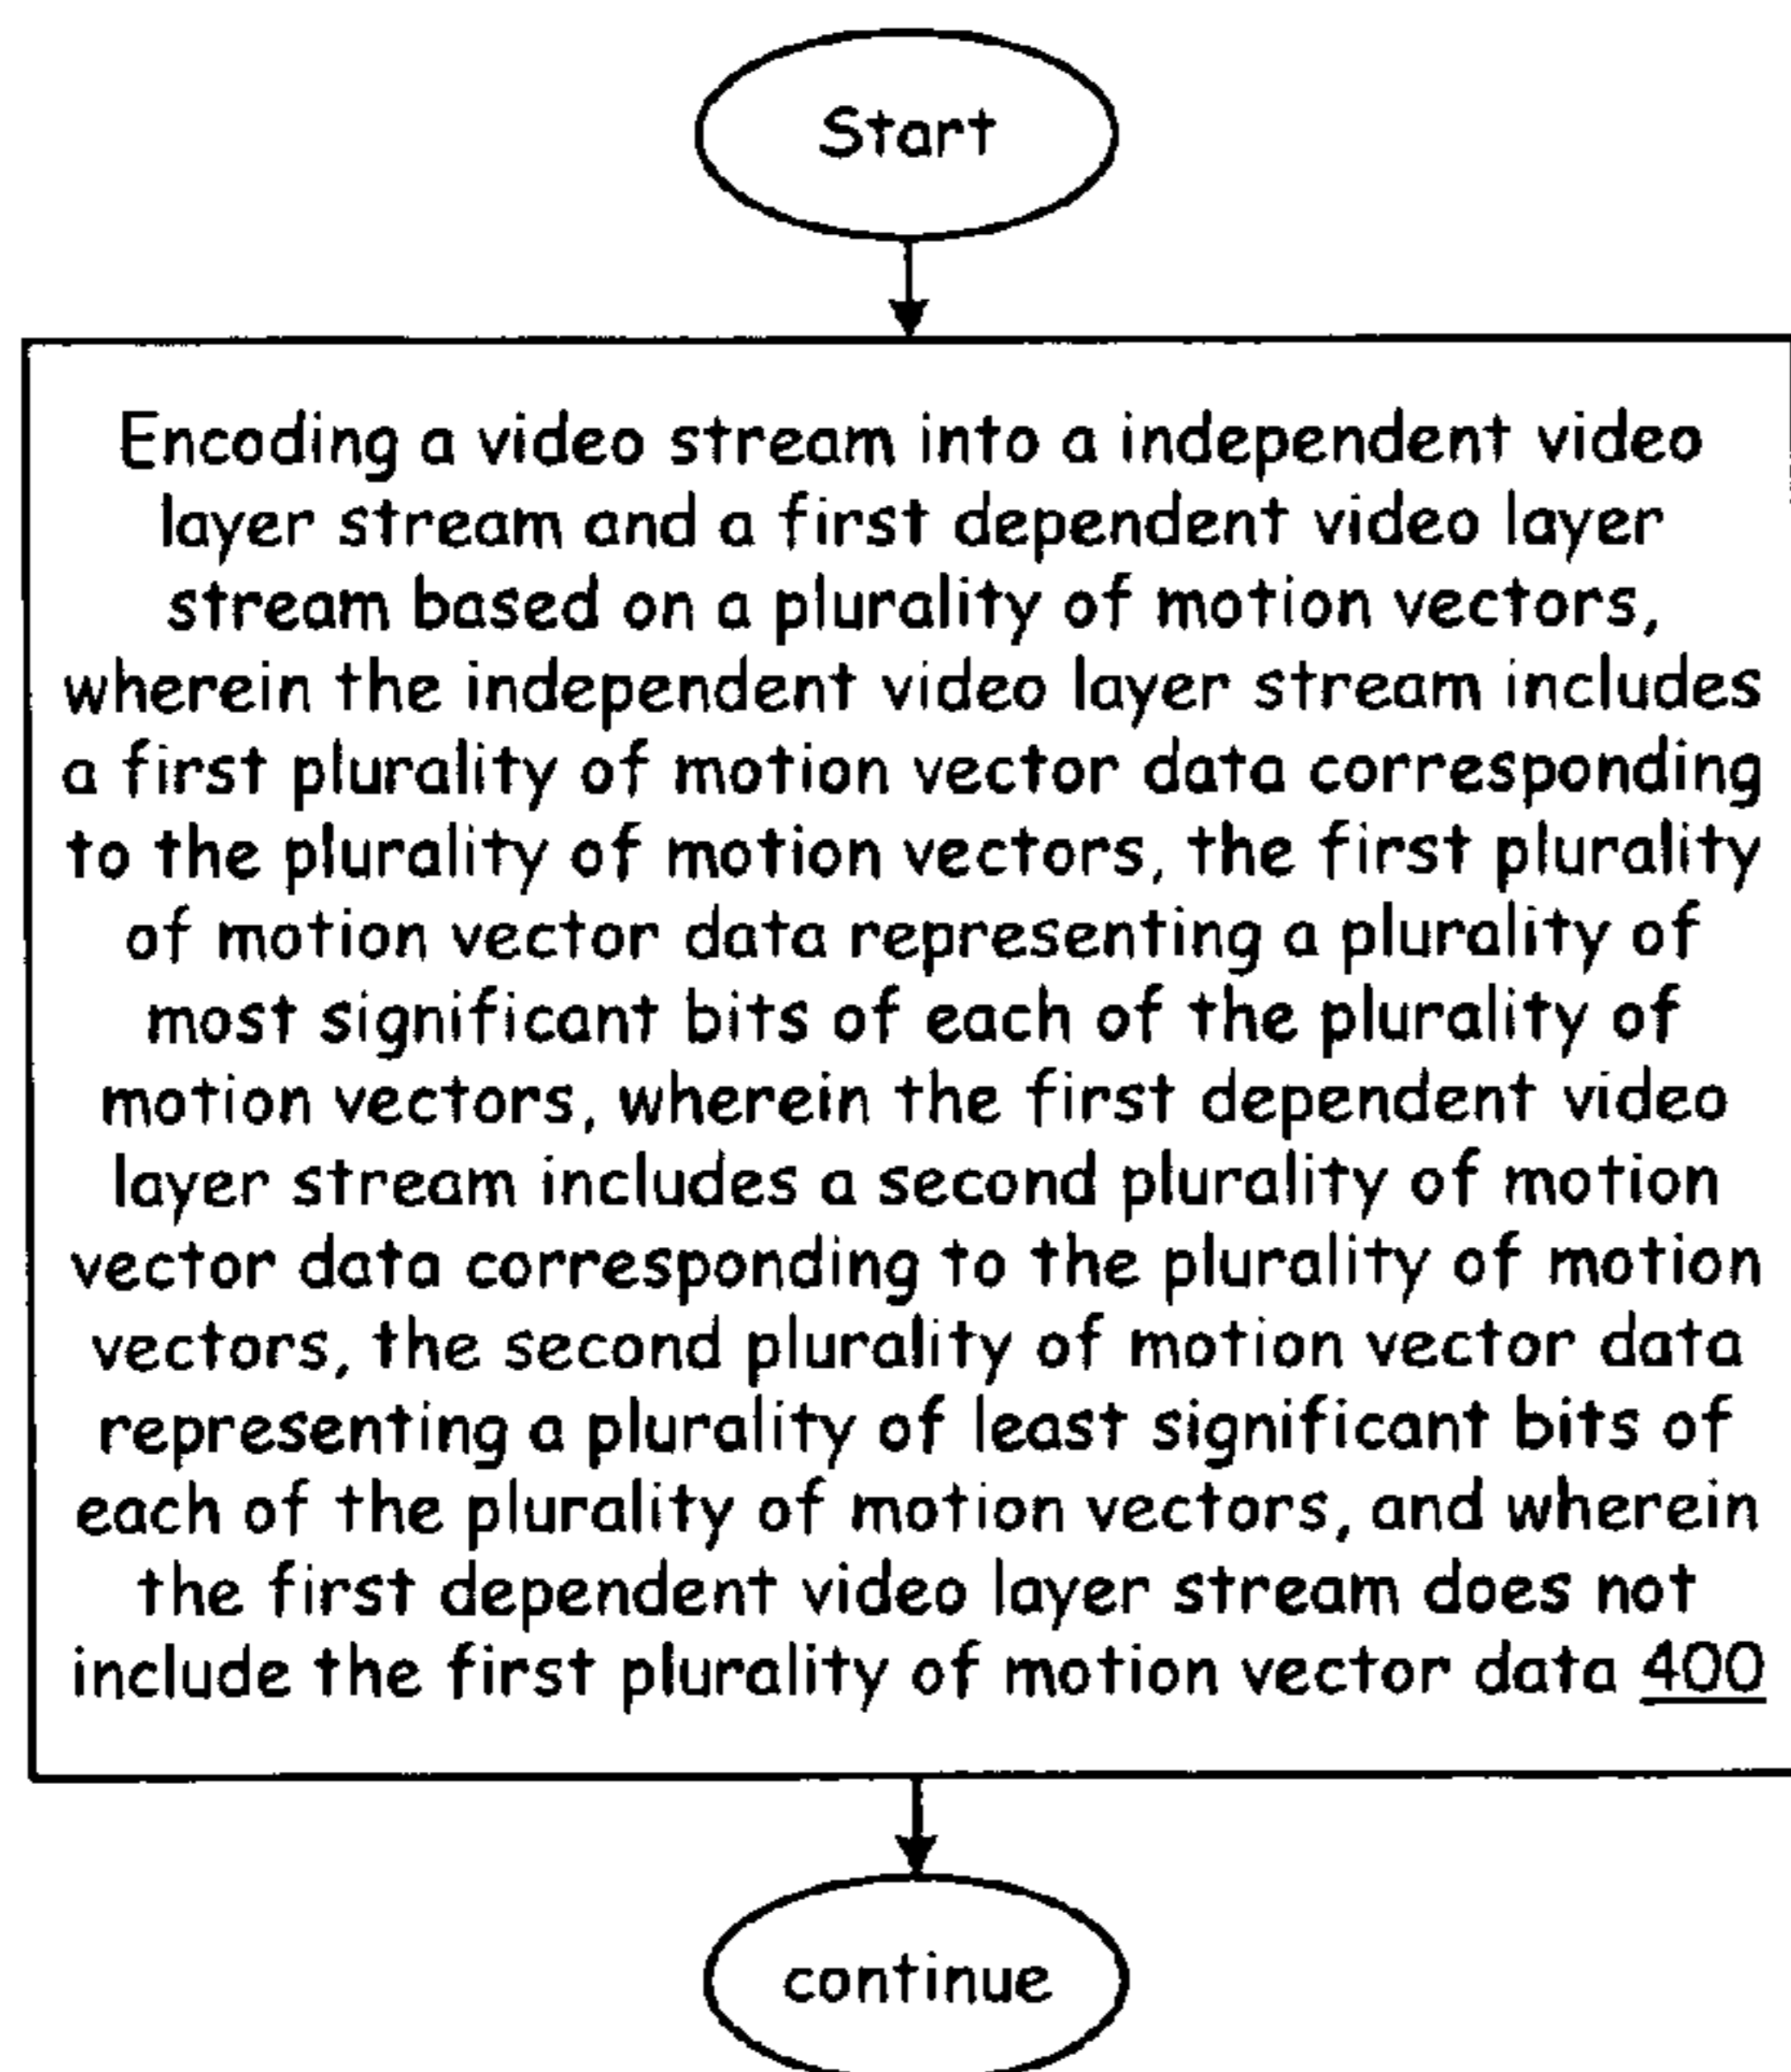 Start
Encoding a video stream into a independent video
layer stream and a first dependent video layer
stream based on a plurality of motion vectors,
wherein the independent video layer stream includes
a first plurality of motion vector data corresponding
to the plurality of motion vectors, the first plurality
of motion vector data representing a plurality of
most significant bits of each of the plurality of
motion vectors, wherein the first dependent video
layer stream includes a second plurality of motion
vector data corresponding to the plurality of motion
vectors, the second plurality of motion vector data
representing a plurality of least significant bits of
each of the plurality of motion vectors, and wherein
the first dependent video layer stream does not
include the first plurality of motion vector data 400
continue